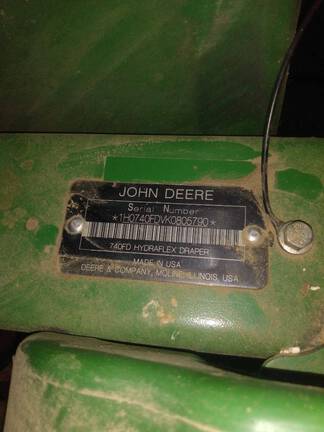 JOHN DEERE
Serial Number
*1H0740FDVK0805790*
740FD HYDRAFLEX DRAPER
MADE IN USA
DEERE & COMPANY, MOLINE, ILLINOIS, USA